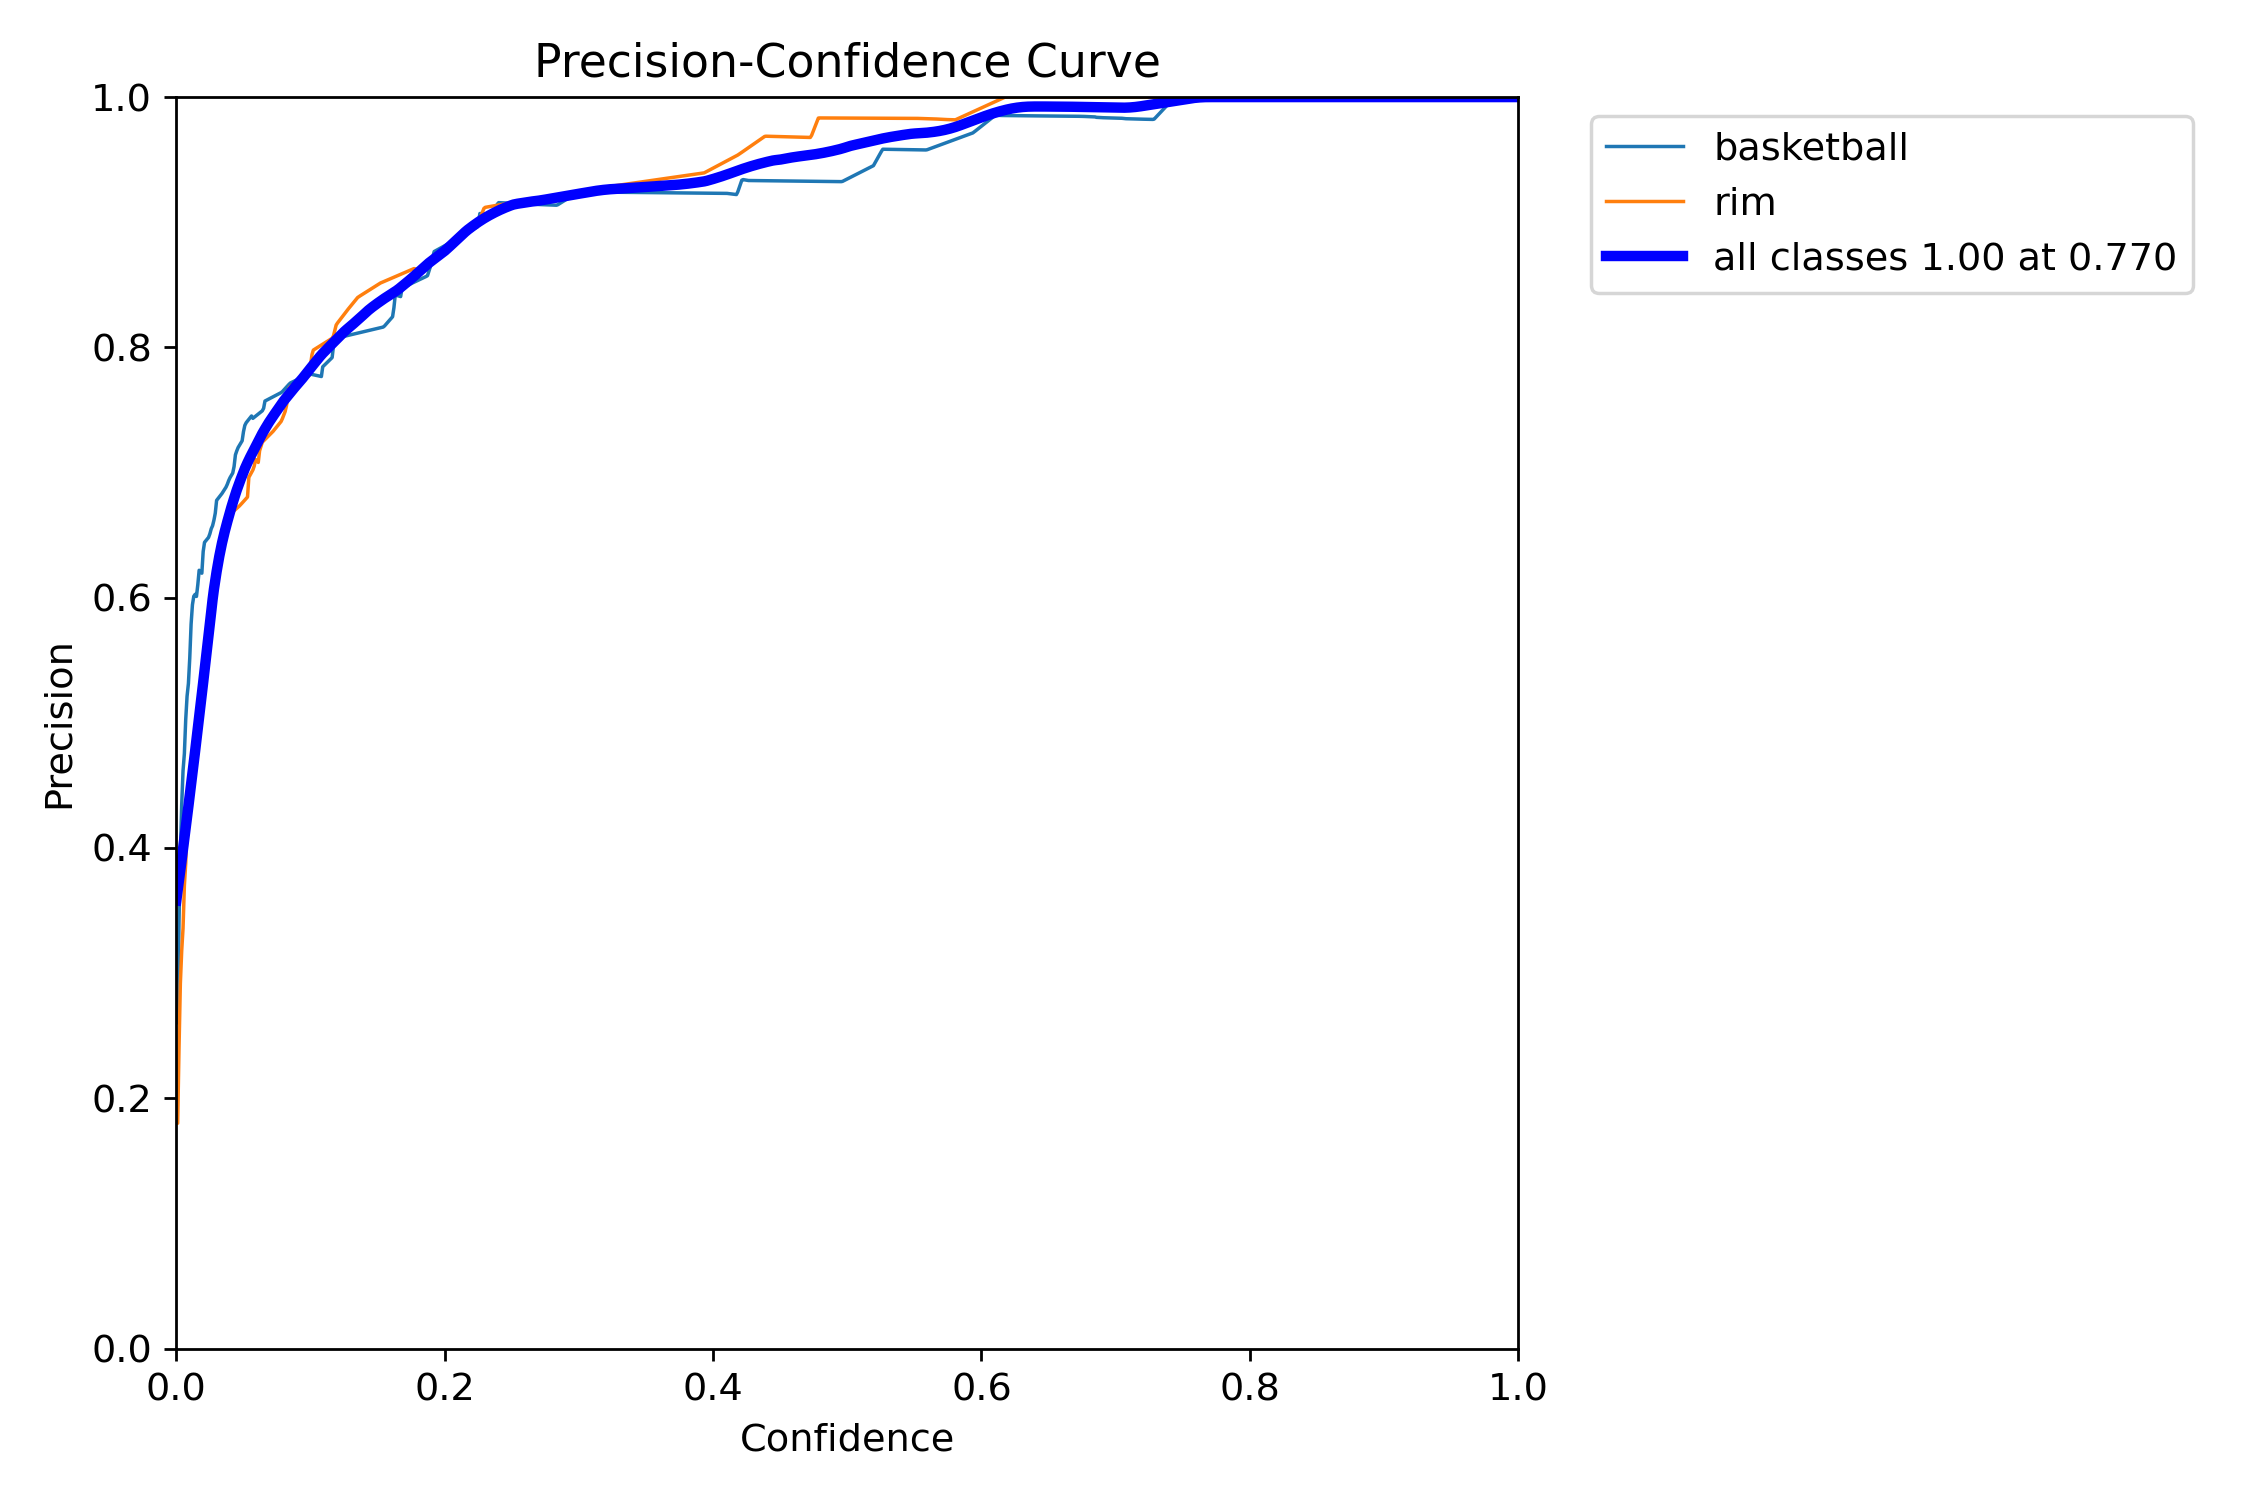 Precision-Confidence Curve
1.0
0.8
0.6
0.4
0.2
0.0
Precision
0.0 0.2 0.4 0.6 0.8 1.0
Confidence
basketball
rim
all classes 1.00 at 0.770